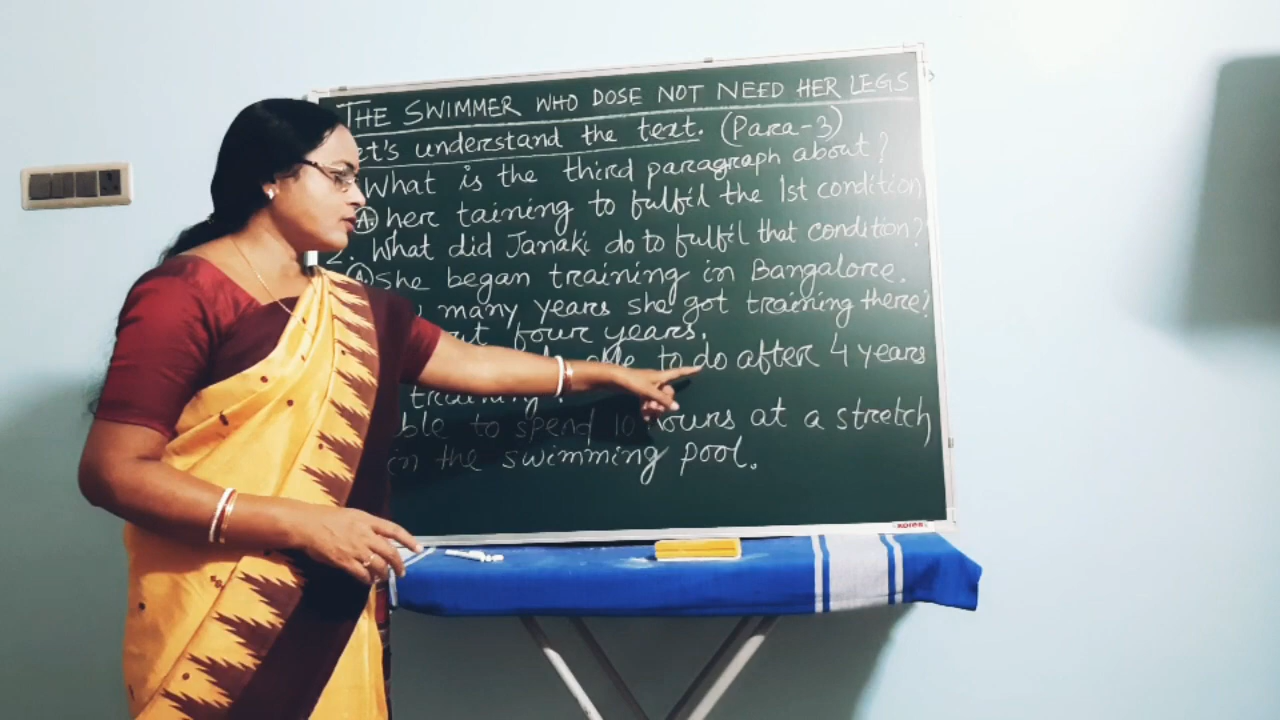 THE SWIMMER WHO DOSE NOT NEED HER LEGS
et's understand the text. (Para-3)
What is the third paragraph about?
A. her taining to fulfil the 1st condition
2. What did Janaki do to fulfil that condition?
A. She began training in Bangalore.
many years she got training there?
four years.
able to do after 4 years
training?
ble to spend 10 hours at a stretch
in the swimming pool.
kores